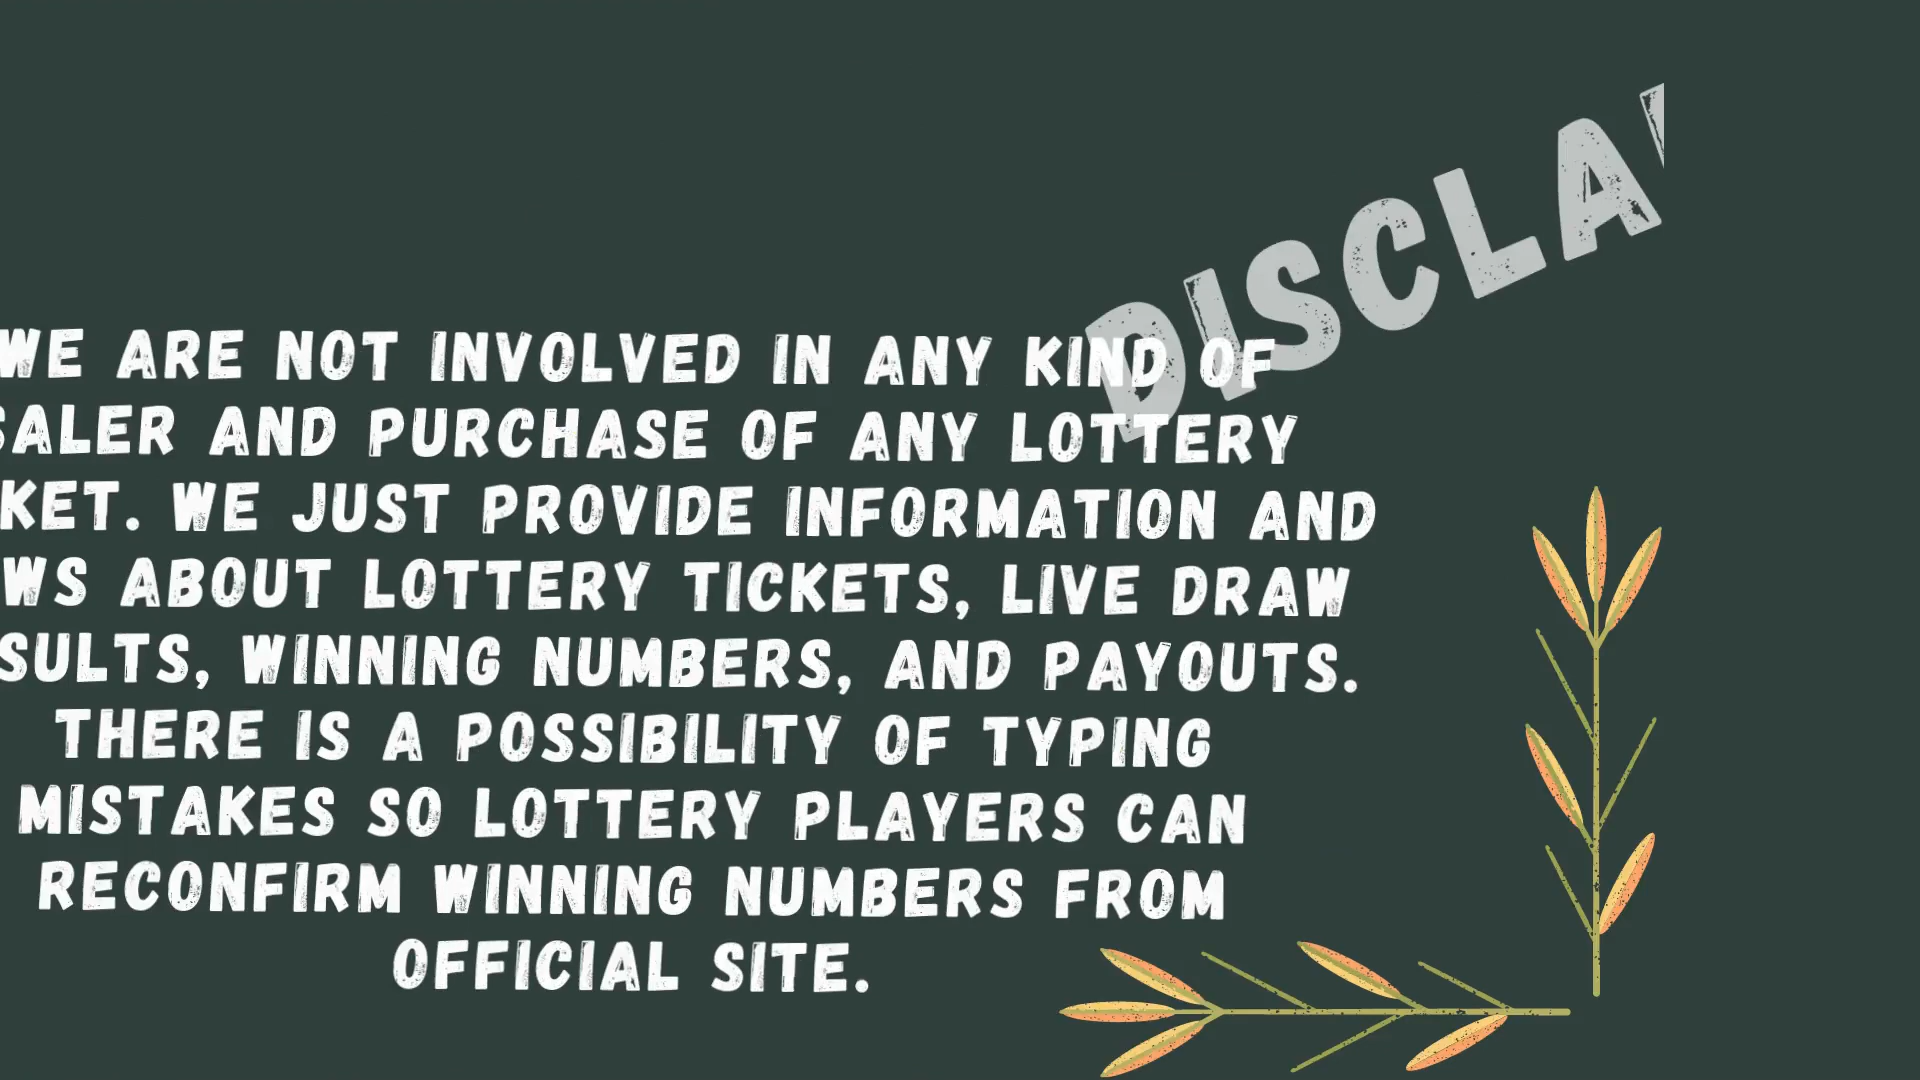 DISCLAI
WE ARE NOT INVOLVED IN ANY KIND OF
SALER AND PURCHASE OF ANY LOTTERY
KET. WE JUST PROVIDE INFORMATION AND
WS ABOUT LOTTERY TICKETS, LIVE DRAW
SULTS, WINNING NUMBERS, AND PAYOUTS.
THERE IS A POSSIBILITY OF TYPING
MISTAKES SO LOTTERY PLAYERS CAN
RECONFIRM WINNING NUMBERS FROM
OFFICIAL SITE.